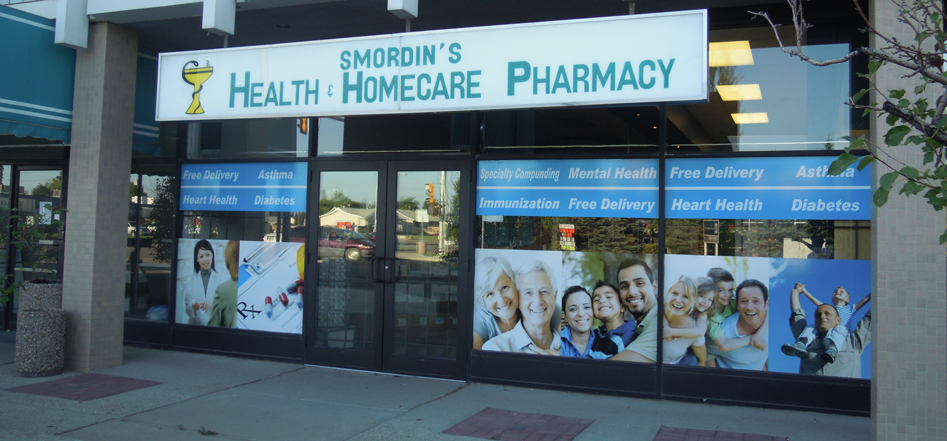 SMORDIN'S
HEALTH & HOMECARE PHARMACY
Free Delivery Asthma
Heart Health Diabetes
Specialty Compunding Mental Health
Immunization Free Delivery
Free Delivery Asthma
Heart Health Diabetes